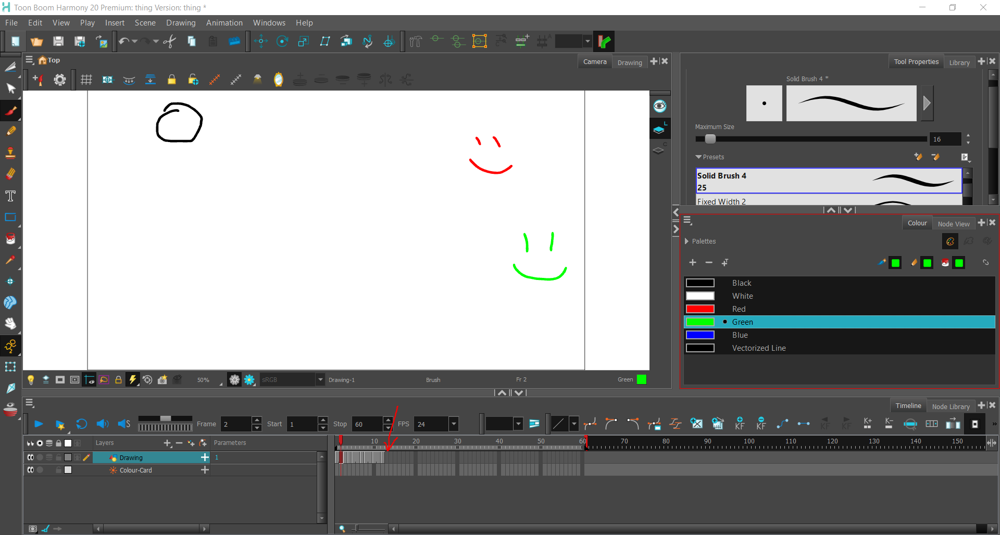 Toon Boom Harmony 20 Premium: thing Version: thing *
File Edit View Play Insert Scene Drawing Animation Windows Help
Top
Camera Drawing
Tool Properties Library
Solid Brush 4 *
Maximum Size
16
Presets
Solid Brush 4
25
Fixed Width 2
Colour Node View
Palettes
Black
White
Red
Green
Blue
Vectorized Line
50% sRGB Drawing-1 Brush Fr 2 Green
Timeline Node Library
Frame 2 Start 1 Stop 60 FPS 24
KF KF KF KF K+ K-
Layers Parameters
10 20 30 40 50 60 70 80 90 100 110 120 130 140 150
Drawing 1
Colour-Card